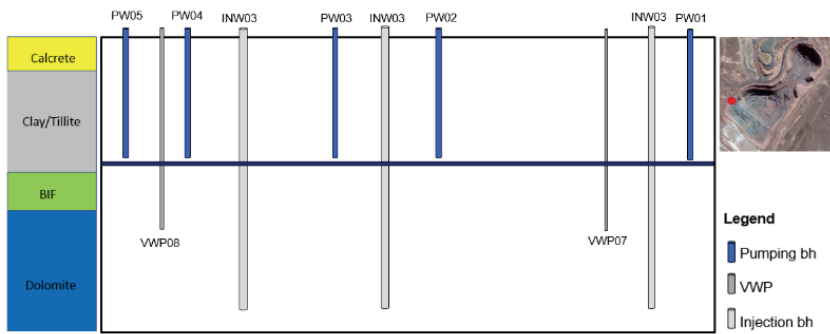 PW05 PW04 INW03 PW03 INW03 PW02 INW03 PW01
Calcrete
Clay/Tillite
BIF
Dolomite
VWP08
VWP07
Legend
Pumping bh
VWP
Injection bh